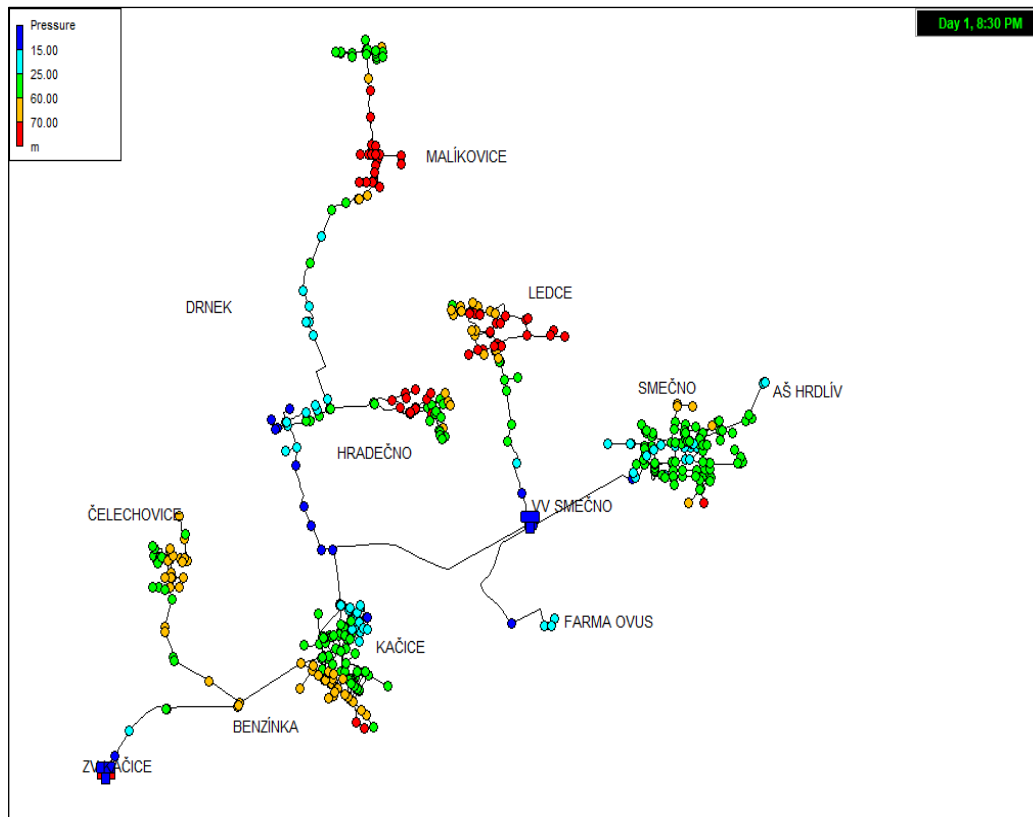 Pressure
15.00
25.00
60.00
70.00
m
Day 1, 8:30 PM
MALÍKOVICE
LEDCE
DRNEK
SMEČNO
AŠ HRDLÍV
HRADEČNO
VV SMEČNO
ČELECHOVICE
FARMA OVUS
KAČICE
BENZÍNKA